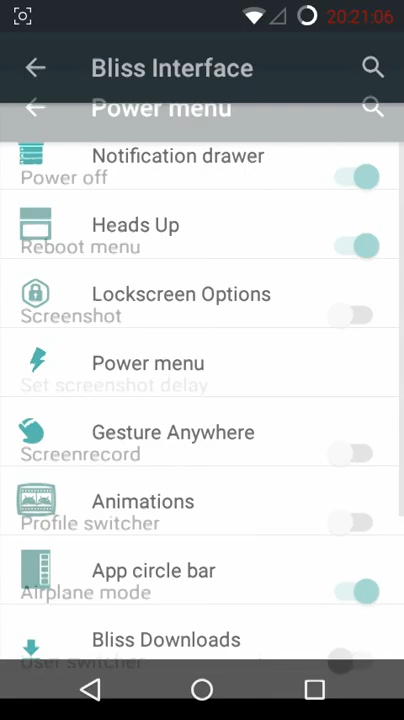 20:21:06
Bliss Interface
Power menu
Notification drawer
Power off
Heads Up
Reboot menu
Lockscreen Options
Screenshot
Power menu
Set screenshot delay
Gesture Anywhere
Screenrecord
Animations
Profile switcher
App circle bar
Airplane mode
Bliss Downloads
User switcher